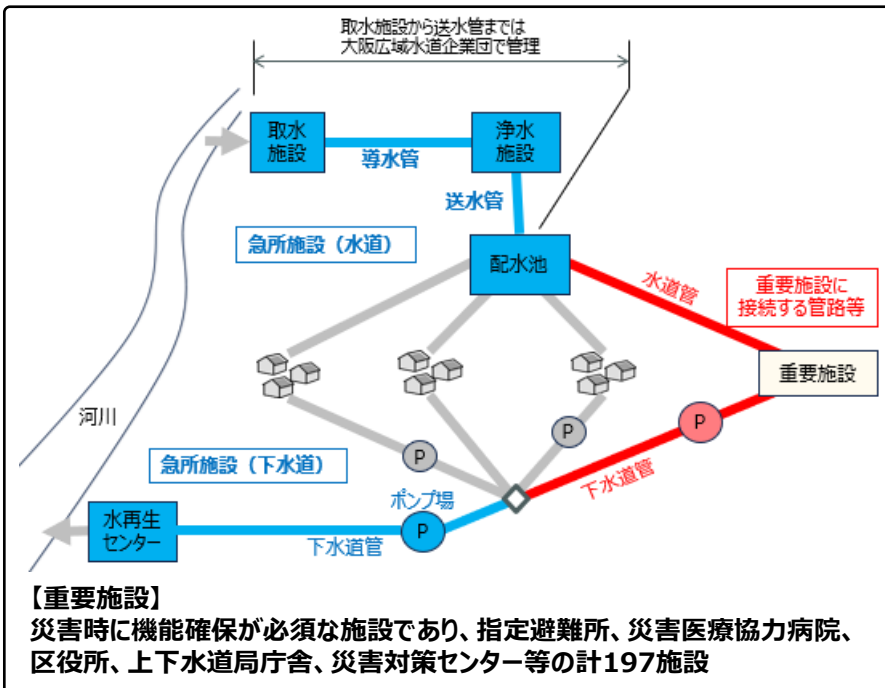 取水施設から送水管までは
大阪広域水道企業団で管理
取水
施設
導水管
浄水
施設
送水管
急所施設（水道）
配水池
水道管
重要施設に
接続する管路等
重要施設
河川
P
P
P
急所施設（下水道）
下水道管
ポンプ場
P
水再生
センター
下水道管
【重要施設】
災害時に機能確保が必須な施設であり、指定避難所、災害医療協力病院、
区役所、上下水道局庁舎、災害対策センター等の計197施設